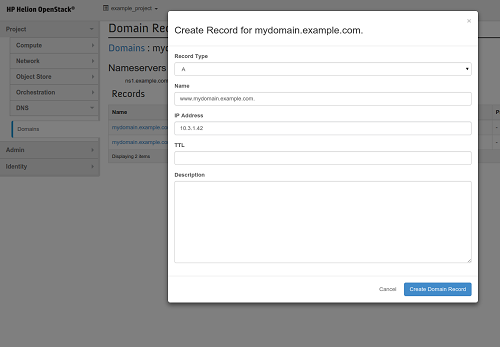 HP Helion OpenStack®
example_project
Project
Compute
Network
Object Store
Orchestration
DNS
Domains
Admin
Identity
Domain Rec
Domains : myd
Nameservers
ns1.example.com
Records
Name
mydomain.example.com
mydomain.example.com
Displaying 2 items
P
-
-
×
Create Record for mydomain.example.com.
Record Type
A
Name
www.mydomain.example.com.
IP Address
10.3.1.42
TTL
Description
Cancel
Create Domain Record